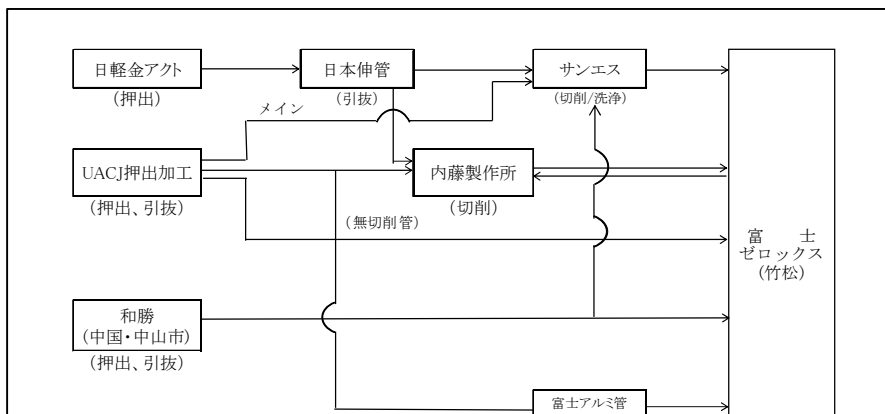 日軽金アクト
(押出)
日本伸管
(引抜)
サンエス
(切削/洗浄)
メイン
UACJ押出加工
(押出、引抜)
内藤製作所
(切削)
(無切削管)
富　士
ゼロックス
(竹松)
和勝
(中国・中山市)
(押出、引抜)
富士アルミ管